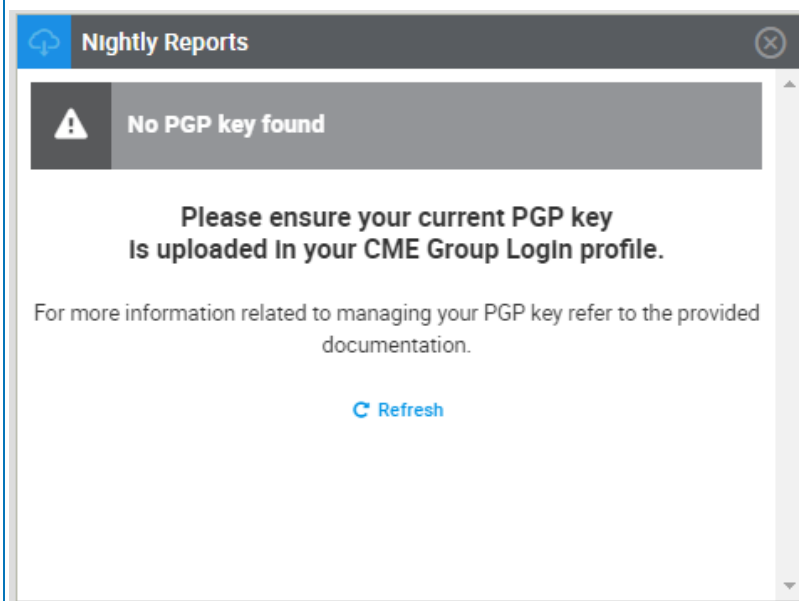 Nightly Reports
No PGP key found
Please ensure your current PGP key
is uploaded in your CME Group Login profile.
For more information related to managing your PGP key refer to the provided
documentation.
Refresh